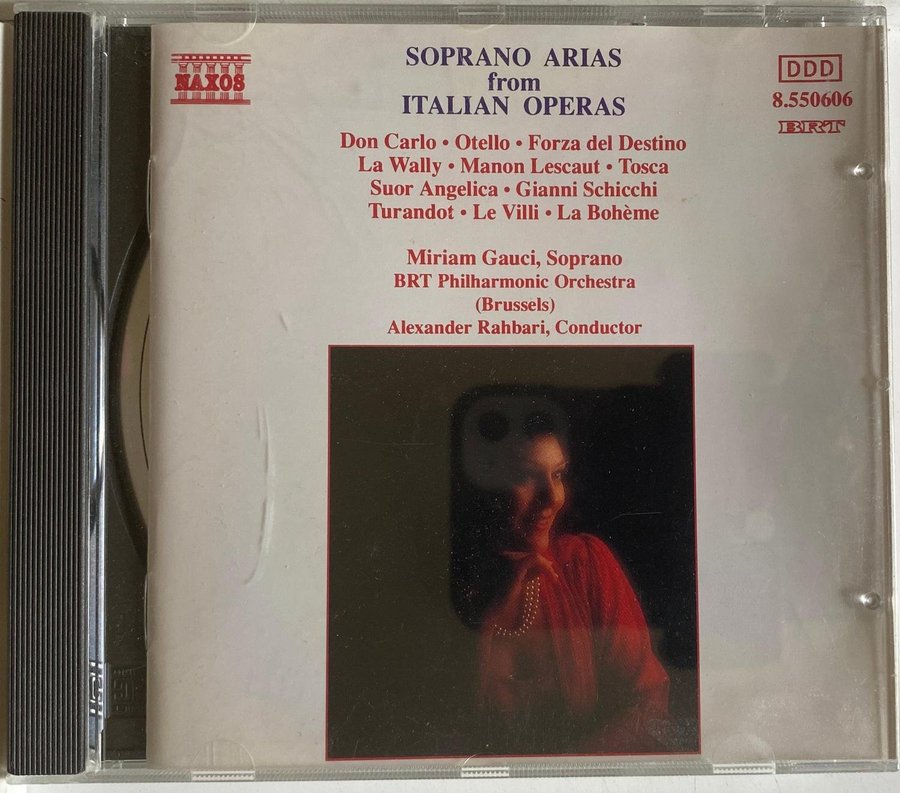 SOPRANO ARIAS
from
ITALIAN OPERAS
NAXOS
DDD
8.550606
BRT
Don Carlo • Otello • Forza del Destino
La Wally • Manon Lescaut • Tosca
Suor Angelica • Gianni Schicchi
Turandot • Le Villi • La Bohème
Miriam Gauci, Soprano
BRT Philharmonic Orchestra
(Brussels)
Alexander Rahbari, Conductor